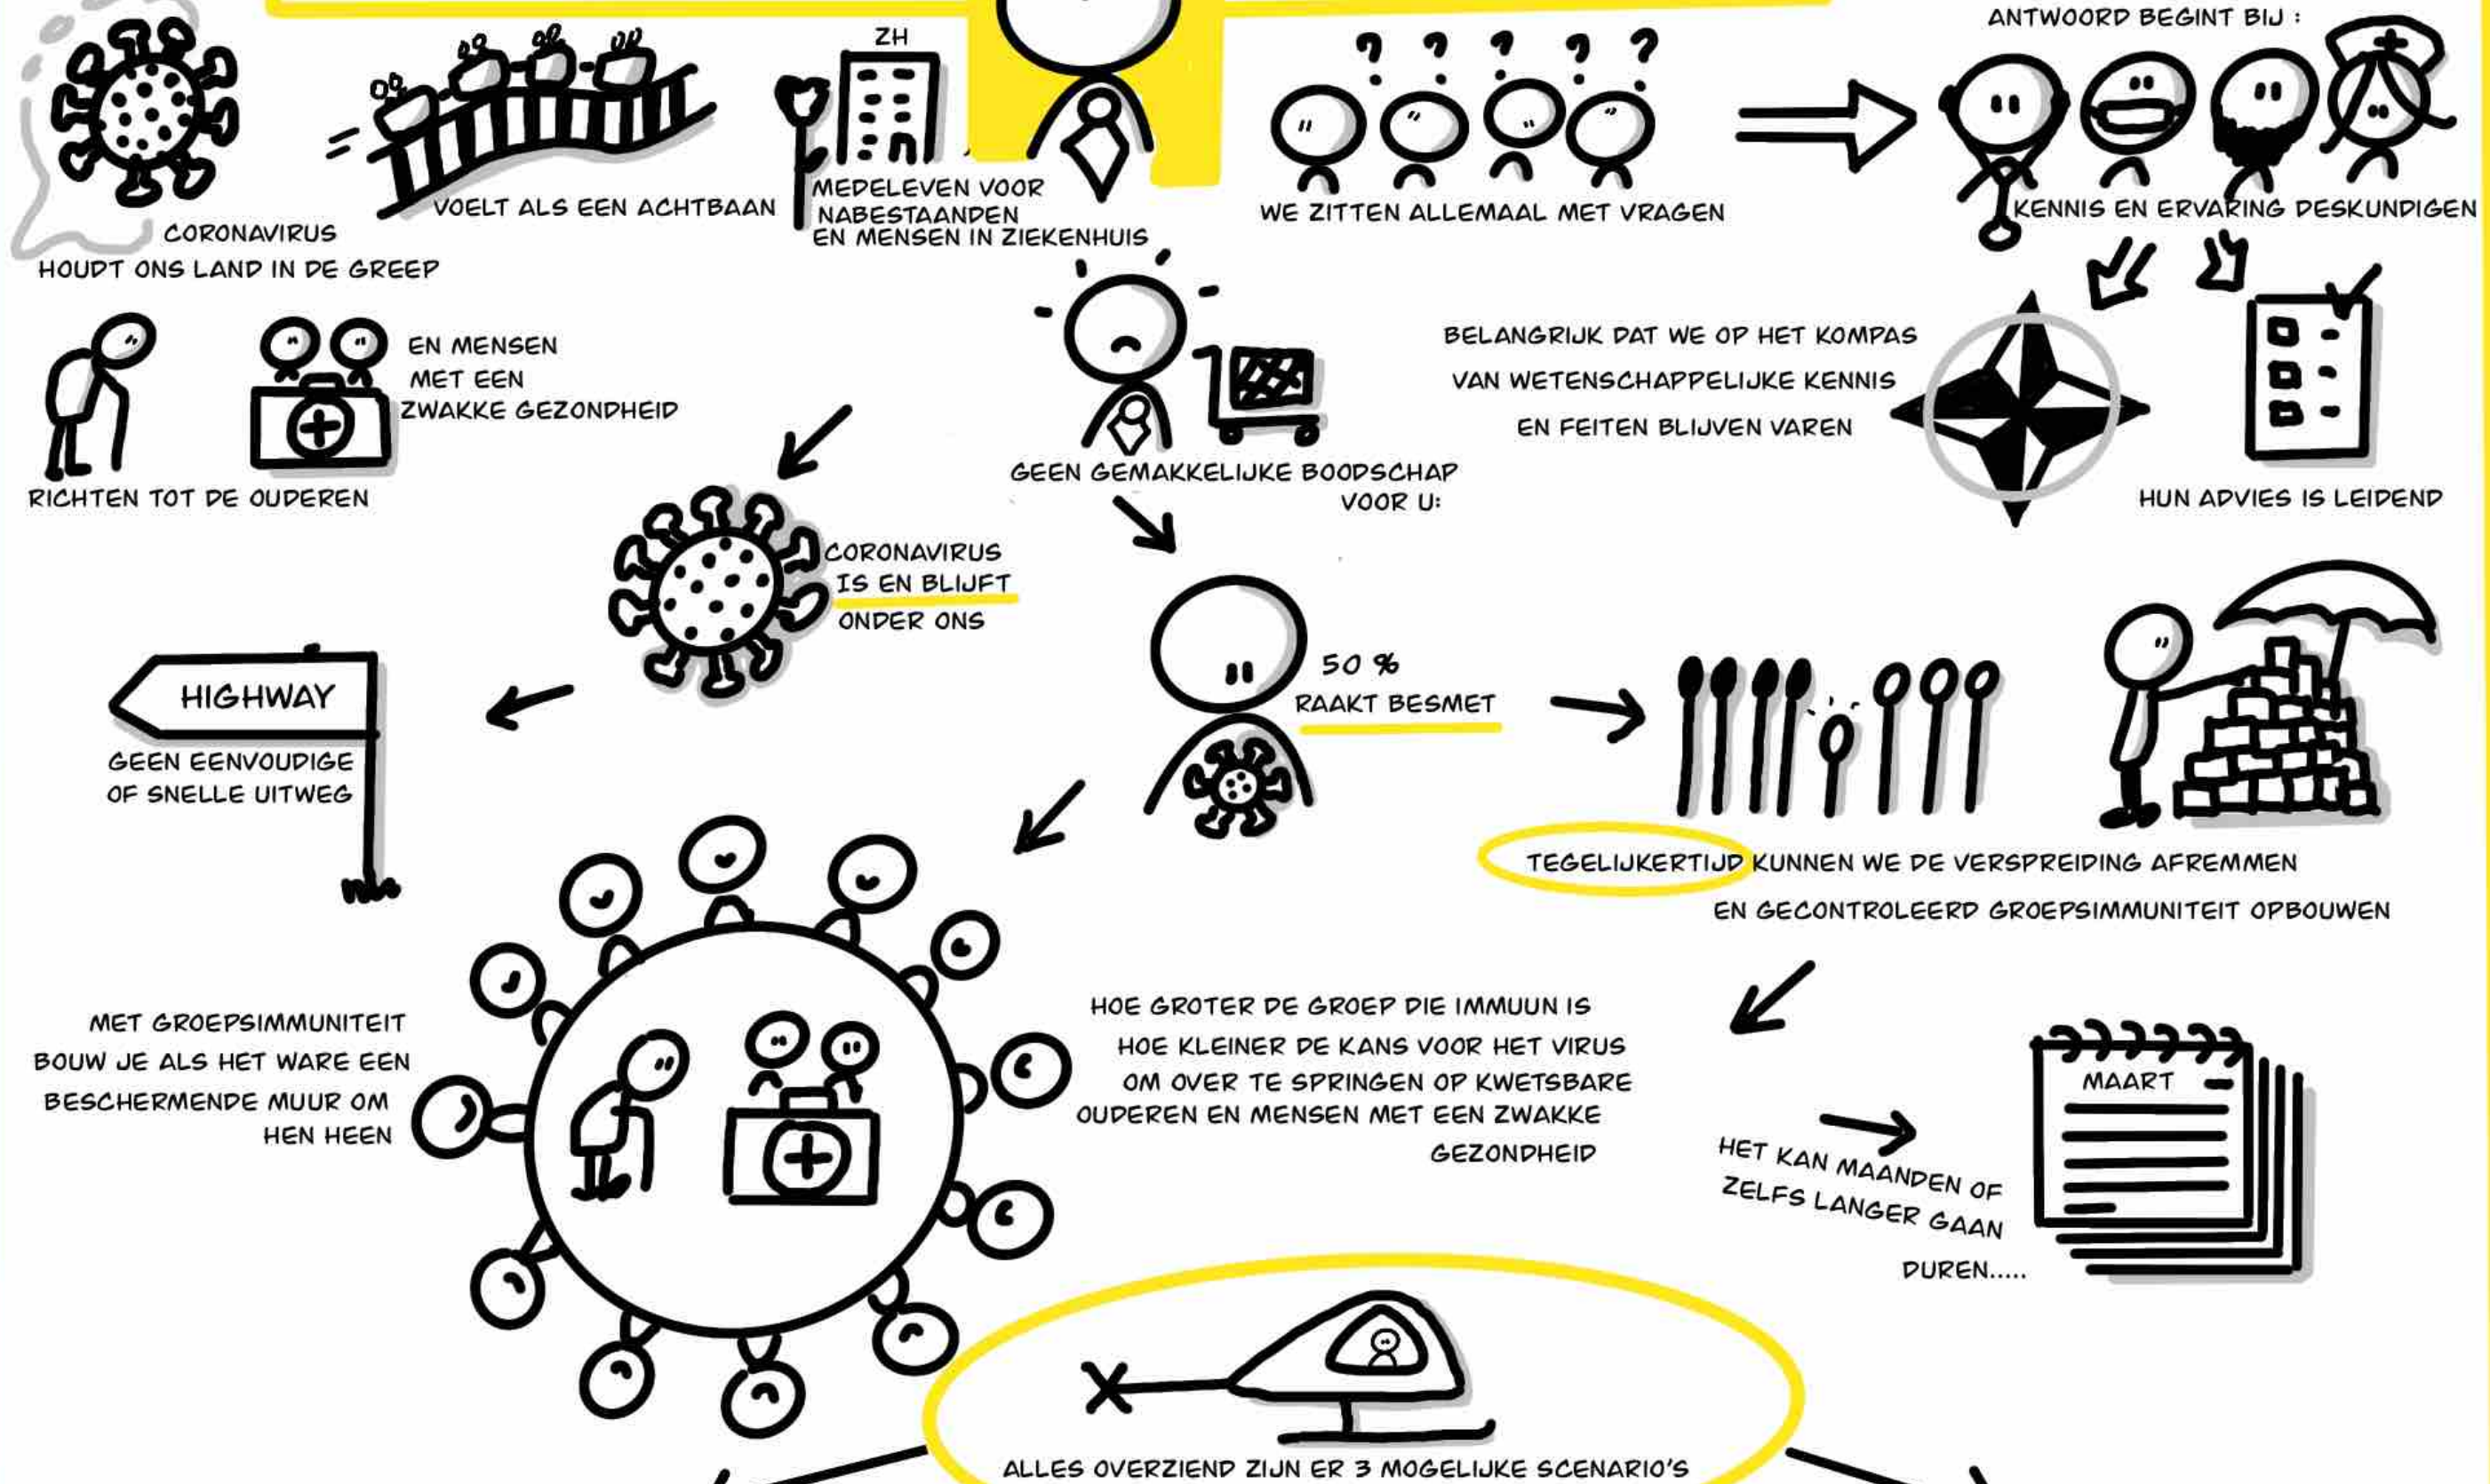 ANTWOORD BEGINT BIJ :
ZH
CORONAVIRUS
HOUDT ONS LAND IN DE GREEP
VOELT ALS EEN ACHTBAAN
MEDELEVEN VOOR
NABESTAANDEN
EN MENSEN IN ZIEKENHUIS
? ? ? ? ?
WE ZITTEN ALLEMAAL MET VRAGEN
KENNIS EN ERVARING DESKUNDIGEN
EN MENSEN
MET EEN
ZWAKKE GEZONDHEID
RICHTEN TOT DE OUDEREN
GEEN GEMAKKELIJKE BOODSCHAP
VOOR U:
BELANGRIJK DAT WE OP HET KOMPAS
VAN WETENSCHAPPELIJKE KENNIS
EN FEITEN BLIJVEN VAREN
HUN ADVIES IS LEIDEND
CORONAVIRUS
IS EN BLIJFT
ONDER ONS
HIGHWAY
GEEN EENVOUDIGE
OF SNELLE UITWEG
50 %
RAAKT BESMET
TEGELIJKERTIJD KUNNEN WE DE VERSPREIDING AFREMMEN
EN GECONTROLEERD GROEPSIMMUNITEIT OPBOUWEN
MET GROEPSIMMUNITEIT
BOUW JE ALS HET WARE EEN
BESCHERMENDE MUUR OM
HEN HEEN
HOE GROTER DE GROEP DIE IMMUUN IS
HOE KLEINER DE KANS VOOR HET VIRUS
OM OVER TE SPRINGEN OP KWETSBARE
OUDEREN EN MENSEN MET EEN ZWAKKE
GEZONDHEID
MAART
HET KAN MAANDEN OF
ZELFS LANGER GAAN
DUREN.....
ALLES OVERZIEND ZIJN ER 3 MOGELIJKE SCENARIO'S